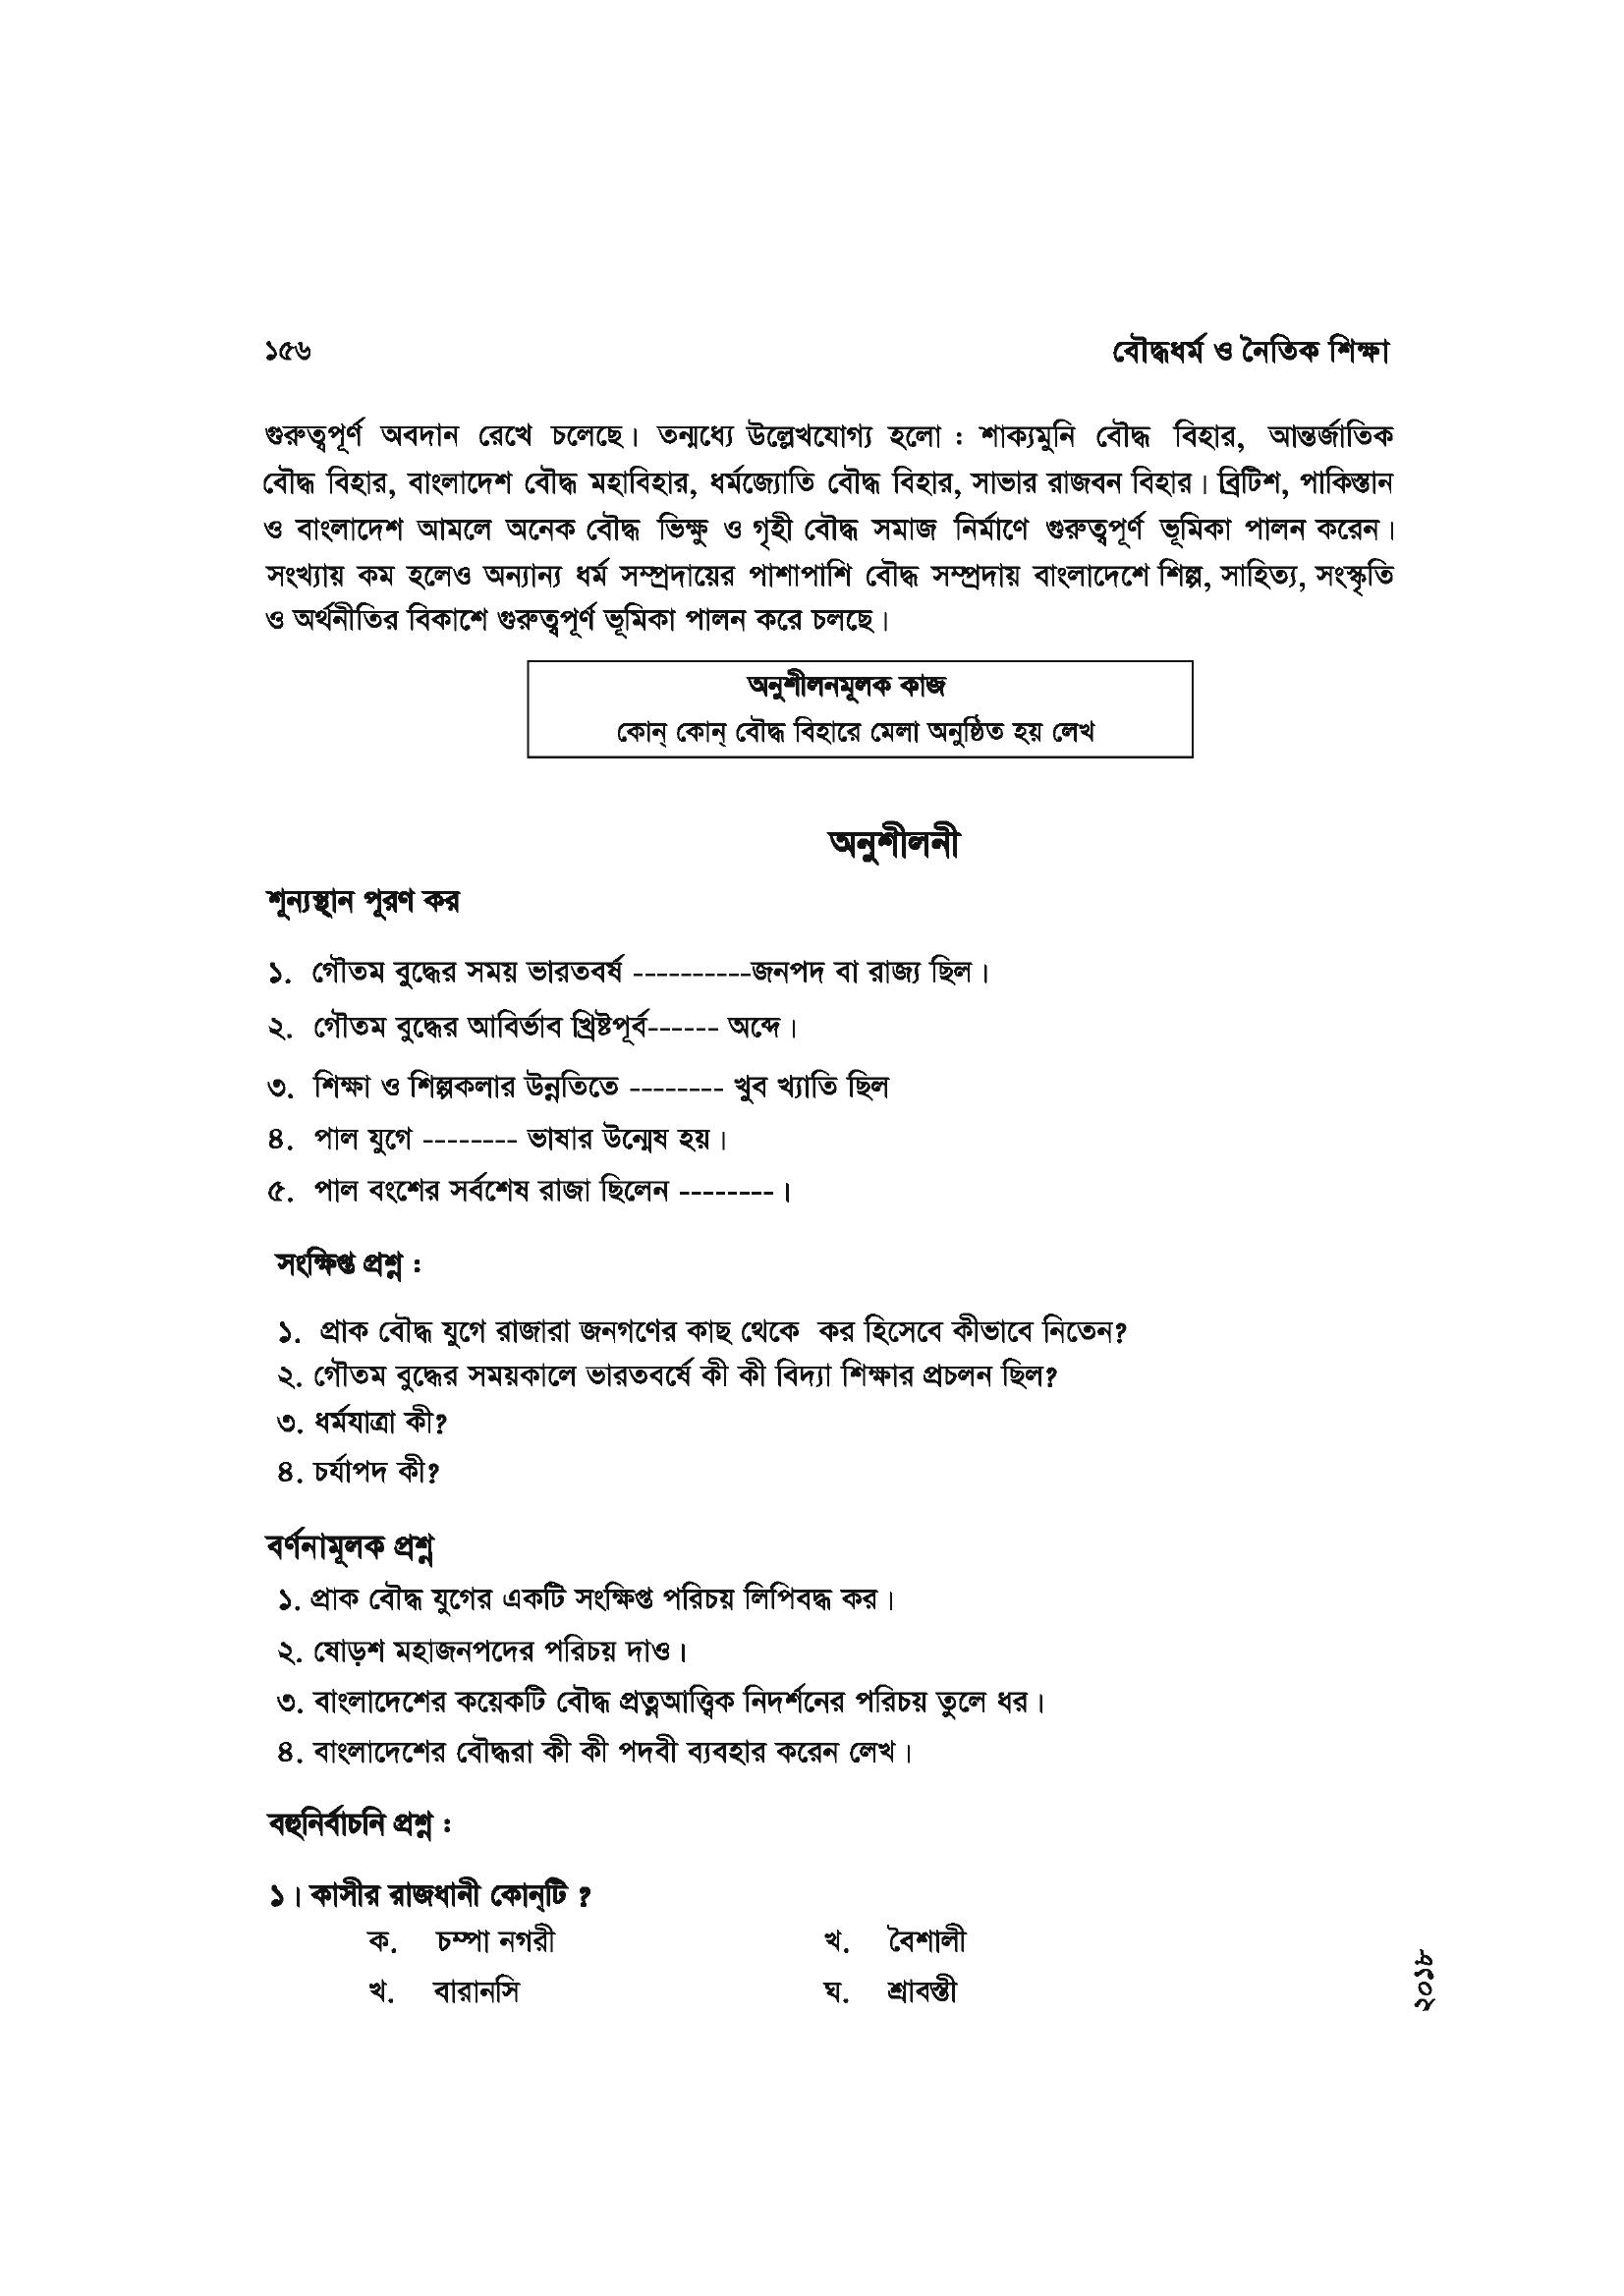 ১৫৬ বৌদ্ধধর্ম ও নৈতিক শিক্ষা
গুরুত্বপূর্ণ অবদান রেখে চলেছে। তন্মধ্যে উল্লেখযোগ্য হলো : শাক্যমুনি বৌদ্ধ বিহার, আন্তর্জাতিক
বৌদ্ধ বিহার, বাংলাদেশ বৌদ্ধ মহাবিহার, ধর্মজ্যোতি বৌদ্ধ বিহার, সাভার রাজবন বিহার। ব্রিটিশ, পাকিস্তান
ও বাংলাদেশ আমলে অনেক বৌদ্ধ ভিক্ষু ও গৃহী বৌদ্ধ সমাজ নির্মাণে গুরুত্বপূর্ণ ভূমিকা পালন করেন।
সংখ্যায় কম হলেও অন্যান্য ধর্ম সম্প্রদায়ের পাশাপাশি বৌদ্ধ সম্প্রদায় বাংলাদেশে শিল্প, সাহিত্য, সংস্কৃতি
ও অর্থনীতির বিকাশে গুরুত্বপূর্ণ ভূমিকা পালন করে চলছে।
অনুশীলনমূলক কাজ
কোন্ কোন্ বৌদ্ধ বিহারে মেলা অনুষ্ঠিত হয় লেখ
অনুশীলনী
শূন্যস্থান পূরণ কর
১. গৌতম বুদ্ধের সময় ভারতবর্ষ ----------জনপদ বা রাজ্য ছিল।
২. গৌতম বুদ্ধের আবির্ভাব খ্রিষ্টপূর্ব------ অব্দে।
৩. শিক্ষা ও শিল্পকলার উন্নতিতে -------- খুব খ্যাতি ছিল
৪. পাল যুগে -------- ভাষার উন্মেষ হয়।
৫. পাল বংশের সর্বশেষ রাজা ছিলেন --------।
সংক্ষিপ্ত প্রশ্ন :
১. প্রাক বৌদ্ধ যুগে রাজারা জনগণের কাছ থেকে কর হিসেবে কীভাবে নিতেন?
২. গৌতম বুদ্ধের সময়কালে ভারতবর্ষে কী কী বিদ্যা শিক্ষার প্রচলন ছিল?
৩. ধর্মযাত্রা কী?
৪. চর্যাপদ কী?
বর্ণনামূলক প্রশ্ন
১. প্রাক বৌদ্ধ যুগের একটি সংক্ষিপ্ত পরিচয় লিপিবদ্ধ কর।
২. ষোড়শ মহাজনপদের পরিচয় দাও।
৩. বাংলাদেশের কয়েকটি বৌদ্ধ প্রত্নআত্ত্বিক নিদর্শনের পরিচয় তুলে ধর।
৪. বাংলাদেশের বৌদ্ধরা কী কী পদবী ব্যবহার করেন লেখ।
বহুনির্বাচনি প্রশ্ন :
১। কাসীর রাজধানী কোন্‌টি ?
ক. চম্পা নগরী খ. বৈশালী
খ. বারানসি ঘ. শ্রাবস্তী
২০১৮